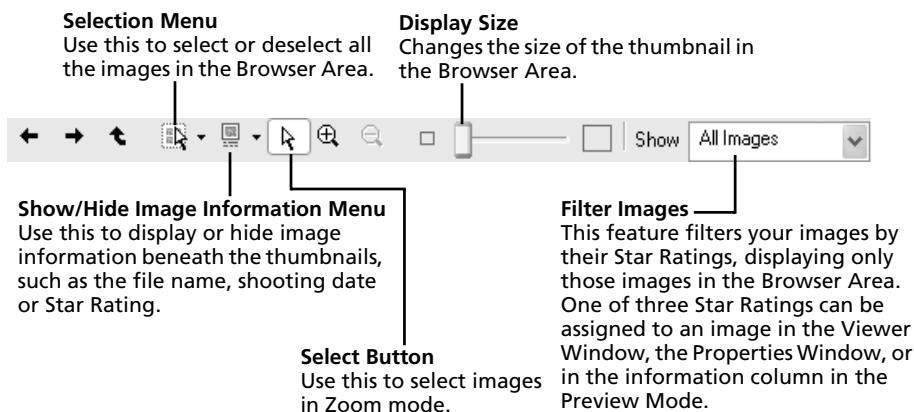 Selection Menu
Use this to select or deselect all
the images in the Browser Area.
Display Size
Changes the size of the thumbnail in
the Browser Area.
Show All Images
Show/Hide Image Information Menu
Use this to display or hide image
information beneath the thumbnails,
such as the file name, shooting date
or Star Rating.
Select Button
Use this to select images
in Zoom mode.
Filter Images
This feature filters your images by
their Star Ratings, displaying only
those images in the Browser Area.
One of three Star Ratings can be
assigned to an image in the Viewer
Window, the Properties Window, or
in the information column in the
Preview Mode.